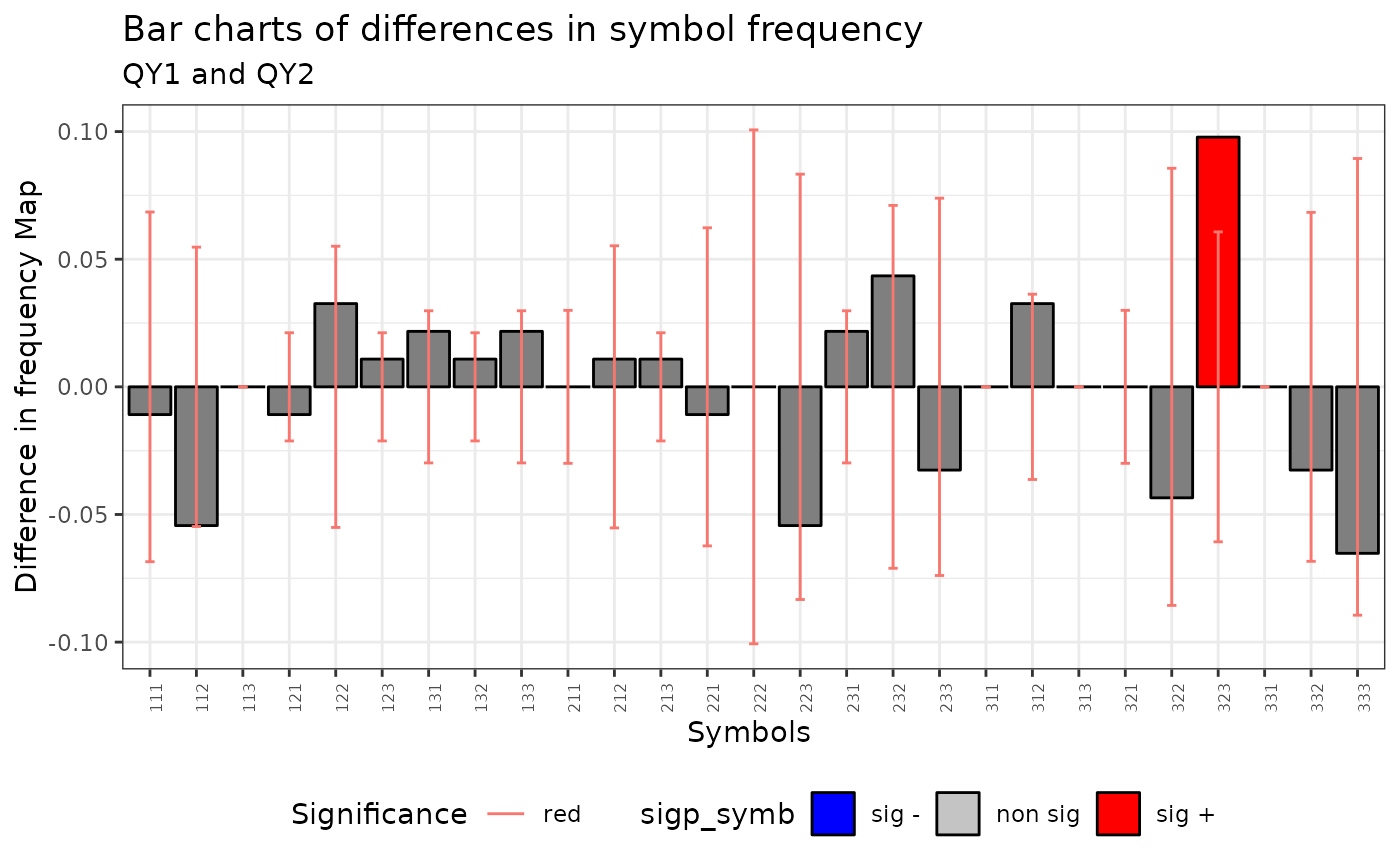 Bar charts of differences in symbol frequency
QY1 and QY2
Difference in frequency Map
0.10
0.05
0.00
-0.05
-0.10
111 112 113 121 122 123 131 132 133 211 212 213 221 222 223 231 232 233 311 312 313 321 322 323 331 332 333
Symbols
Significance red sigp_symb sig - non sig sig +